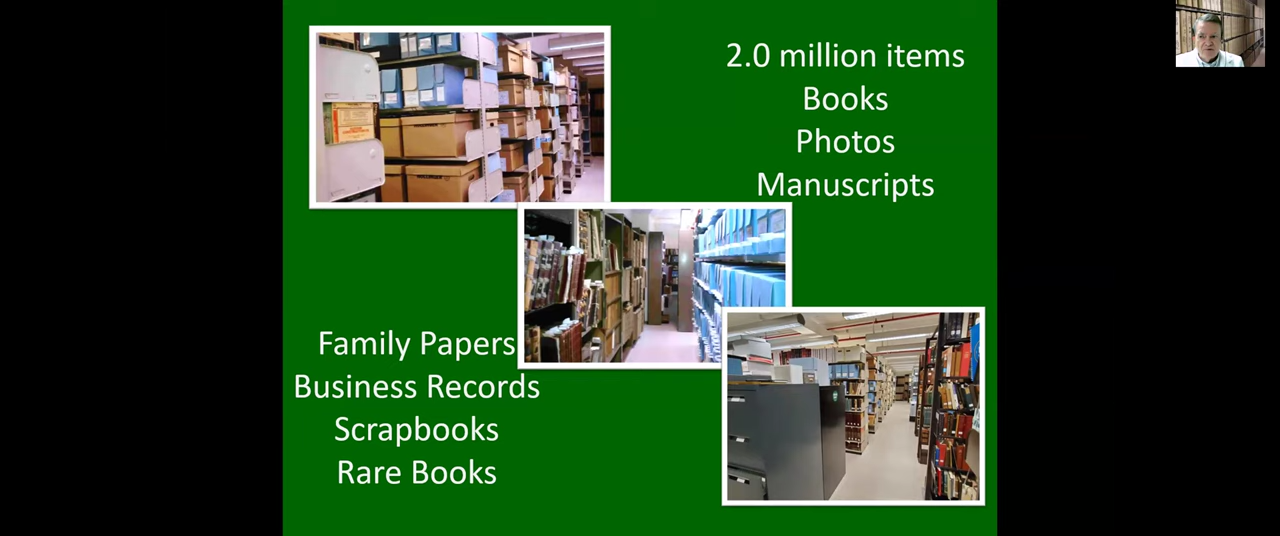 2.0 million items
Books
Photos
Manuscripts
Family Papers
Business Records
Scrapbooks
Rare Books